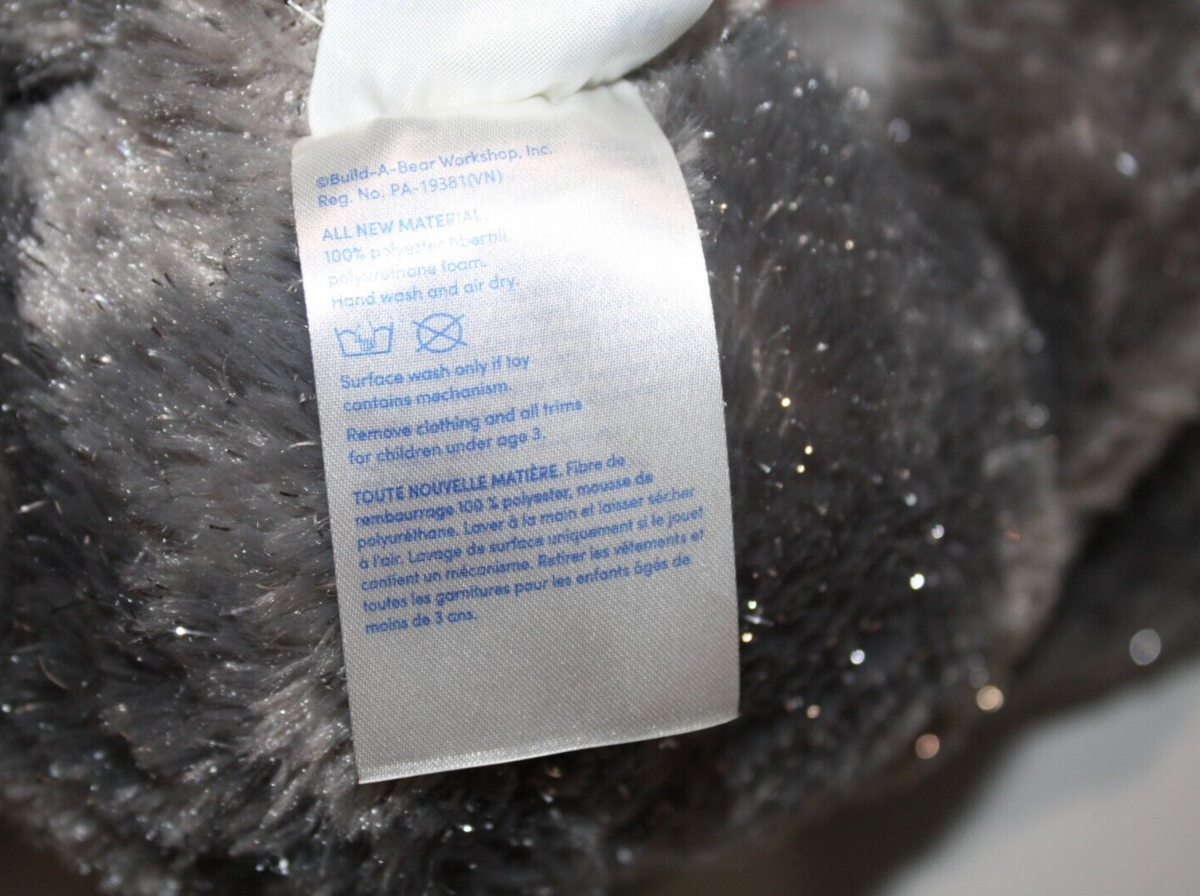 ©Build-A-Bear Workshop, Inc.
Reg. No. PA-19381(VN)
ALL NEW MATERIAL
100% polyester fiberfil
polyurethane foam.
Hand wash and air dry.
Surface wash only if toy
contains mechanism.
Remove clothing and all trims
for children under age 3.
TOUTE NOUVELLE MATIÈRE. Fibre de
rembourrage 100 % polyester, mousse de
polyuréthane. Laver à la main et laisser sécher
à l'air. Lavage de surface uniquement si le jouet
contient un mécanisme. Retirer les vêtements et
toutes les garnitures pour les enfants âgés de
moins de 3 ans.